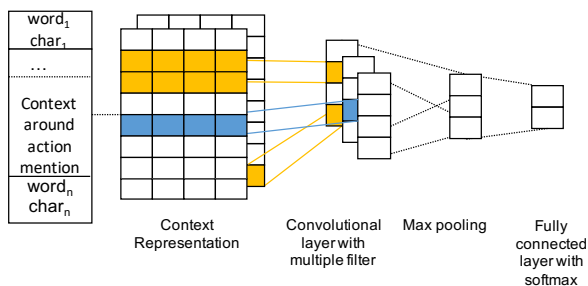 word₁
char₁
...
Context
around
action
mention
wordₙ
charₙ
Context
Representation
Convolutional
layer with
multiple filter
Max pooling
Fully
connected
layer with
softmax